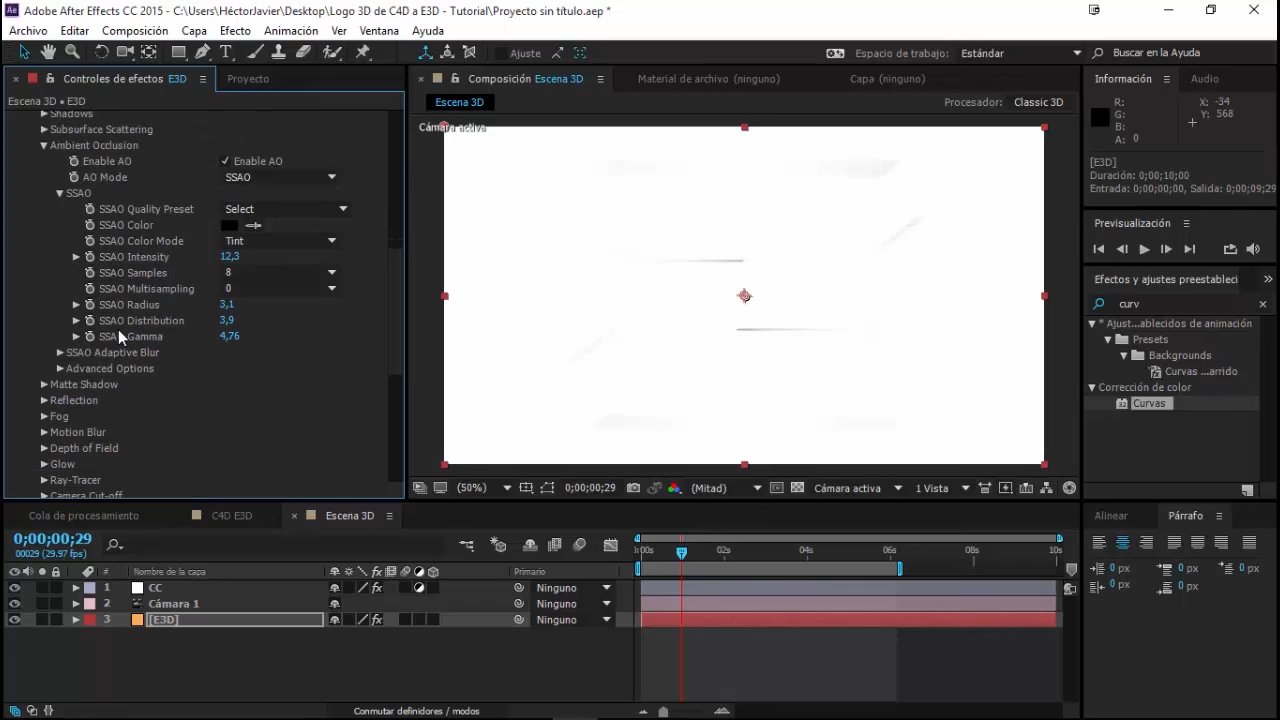 Adobe After Effects CC 2015 - C:\Users\HéctorJavier\Desktop\Logo 3D de C4D a E3D - Tutorial\Proyecto sin título.aep *
Archivo Editar Composición Capa Efecto Animación Ver Ventana Ayuda
Ajuste Espacio de trabajo: Estándar Buscar en la Ayuda
Controles de efectos E3D Proyecto
Composición Escena 3D Material de archivo (ninguno) Capa (ninguno)
Información Audio
Escena 3D • E3D
Escena 3D Procesador: Classic 3D
Cámara activa
R:
G:
B:
A: 0
X: -34
Y: 568
[E3D]
Duración: 0;00;10;00
Entrada: 0;00;00;00, Salida: 0;00;09;29
Shadows
Subsurface Scattering
Ambient Occlusion
Enable AO Enable AO
AO Mode SSAO
SSAO
SSAO Quality Preset Select
SSAO Color
SSAO Color Mode Tint
SSAO Intensity 12,3
SSAO Samples 8
SSAO Multisampling 0
SSAO Radius 3,1
SSAO Distribution 3,9
SSAO Gamma 4,76
SSAO Adaptive Blur
Advanced Options
Matte Shadow
Reflection
Fog
Motion Blur
Depth of Field
Glow
Ray-Tracer
Camera Cut-off
Previsualización
Efectos y ajustes preestableci
curv
* Ajust...ablecidos de animación
Presets
Backgrounds
Curvas ...arrido
Corrección de color
Curvas
(50%) 0;00;00;29 (Mitad) Cámara activa 1 Vista
Cola de procesamiento C4D E3D Escena 3D
Alinear Párrafo
0;00;00;29
00029 (29.97 fps)
:00s 02s 04s 06s 08s 10s
# Nombre de la capa Primario
1 CC Ninguno
2 Cámara 1 Ninguno
3 [E3D] Ninguno
0 px 0 px 0 px
0 px 0 px
Conmutar definidores / modos